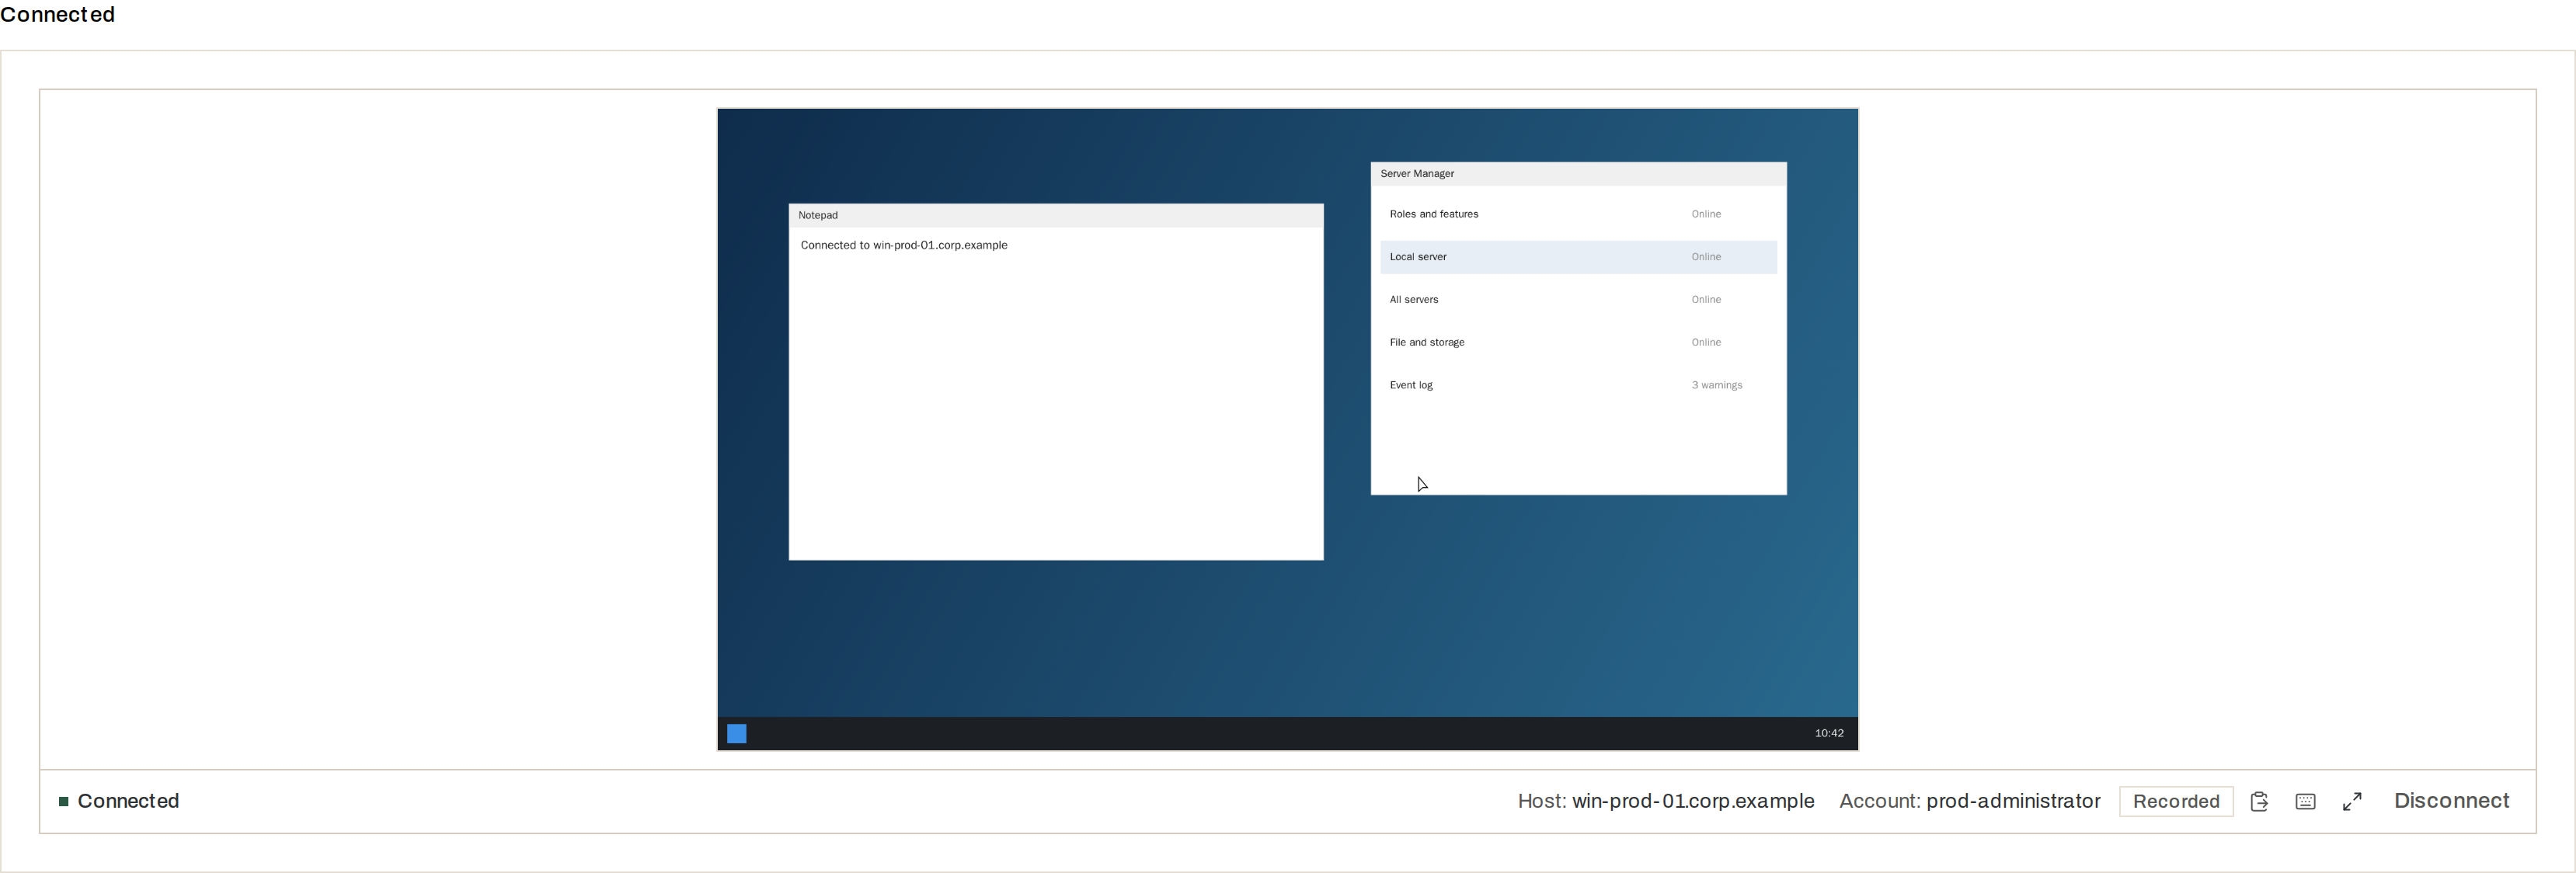 Connected
Notepad
Connected to win-prod-01.corp.example
Server Manager
Roles and features Online
Local server Online
All servers Online
File and storage Online
Event log 3 warnings
10:42
Connected
Host: win-prod-01.corp.example Account: prod-administrator Recorded Disconnect